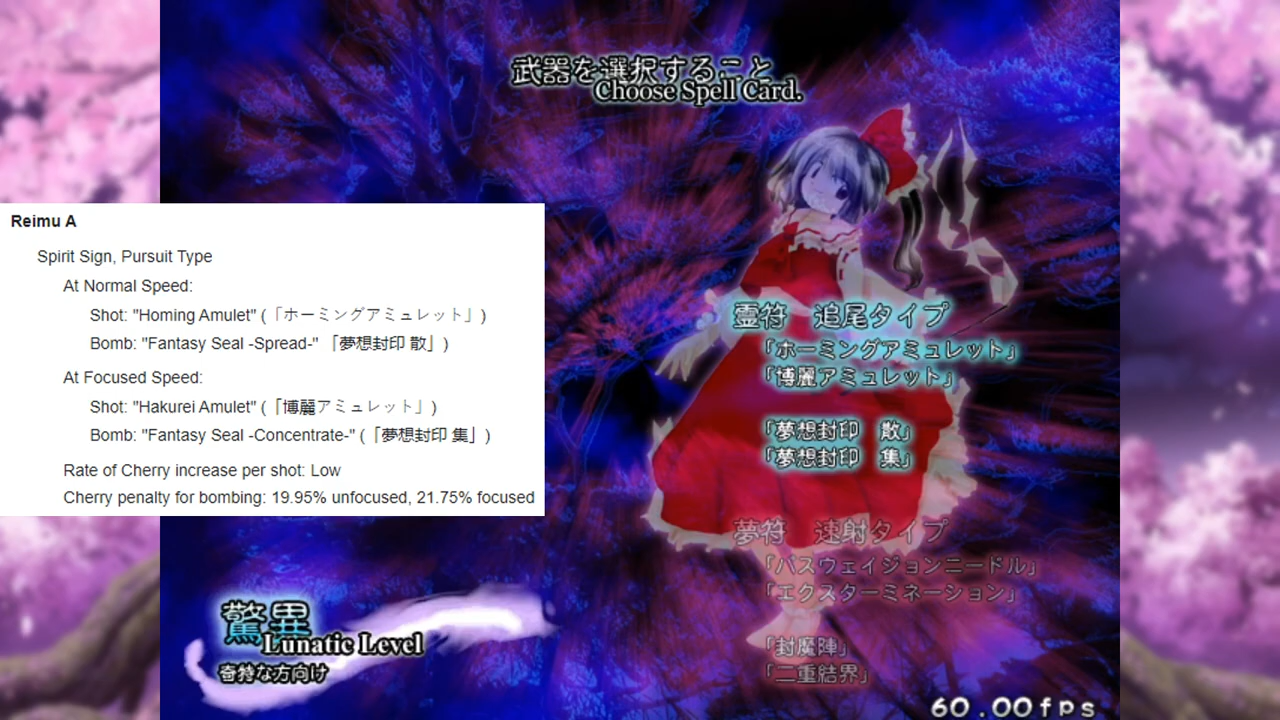 武器を選択すること
Choose Spell Card.
Reimu A
Spirit Sign, Pursuit Type
At Normal Speed:
Shot: "Homing Amulet" (「ホーミングアミュレット」)
Bomb: "Fantasy Seal -Spread-" 「夢想封印 散」)
At Focused Speed:
Shot: "Hakurei Amulet" (「博麗アミュレット」)
Bomb: "Fantasy Seal -Concentrate-" (「夢想封印 集」)
Rate of Cherry increase per shot: Low
Cherry penalty for bombing: 19.95% unfocused, 21.75% focused
霊符 追尾タイプ
「ホーミングアミュレット」
「博麗アミュレット」
「夢想封印 散」
「夢想封印 集」
夢符 速射タイプ
「パスウェイジョンニードル」
「エクスターミネーション」
「封魔陣」
「二重結界」
驚異
Lunatic Level
奇特な方向け
60.00fps